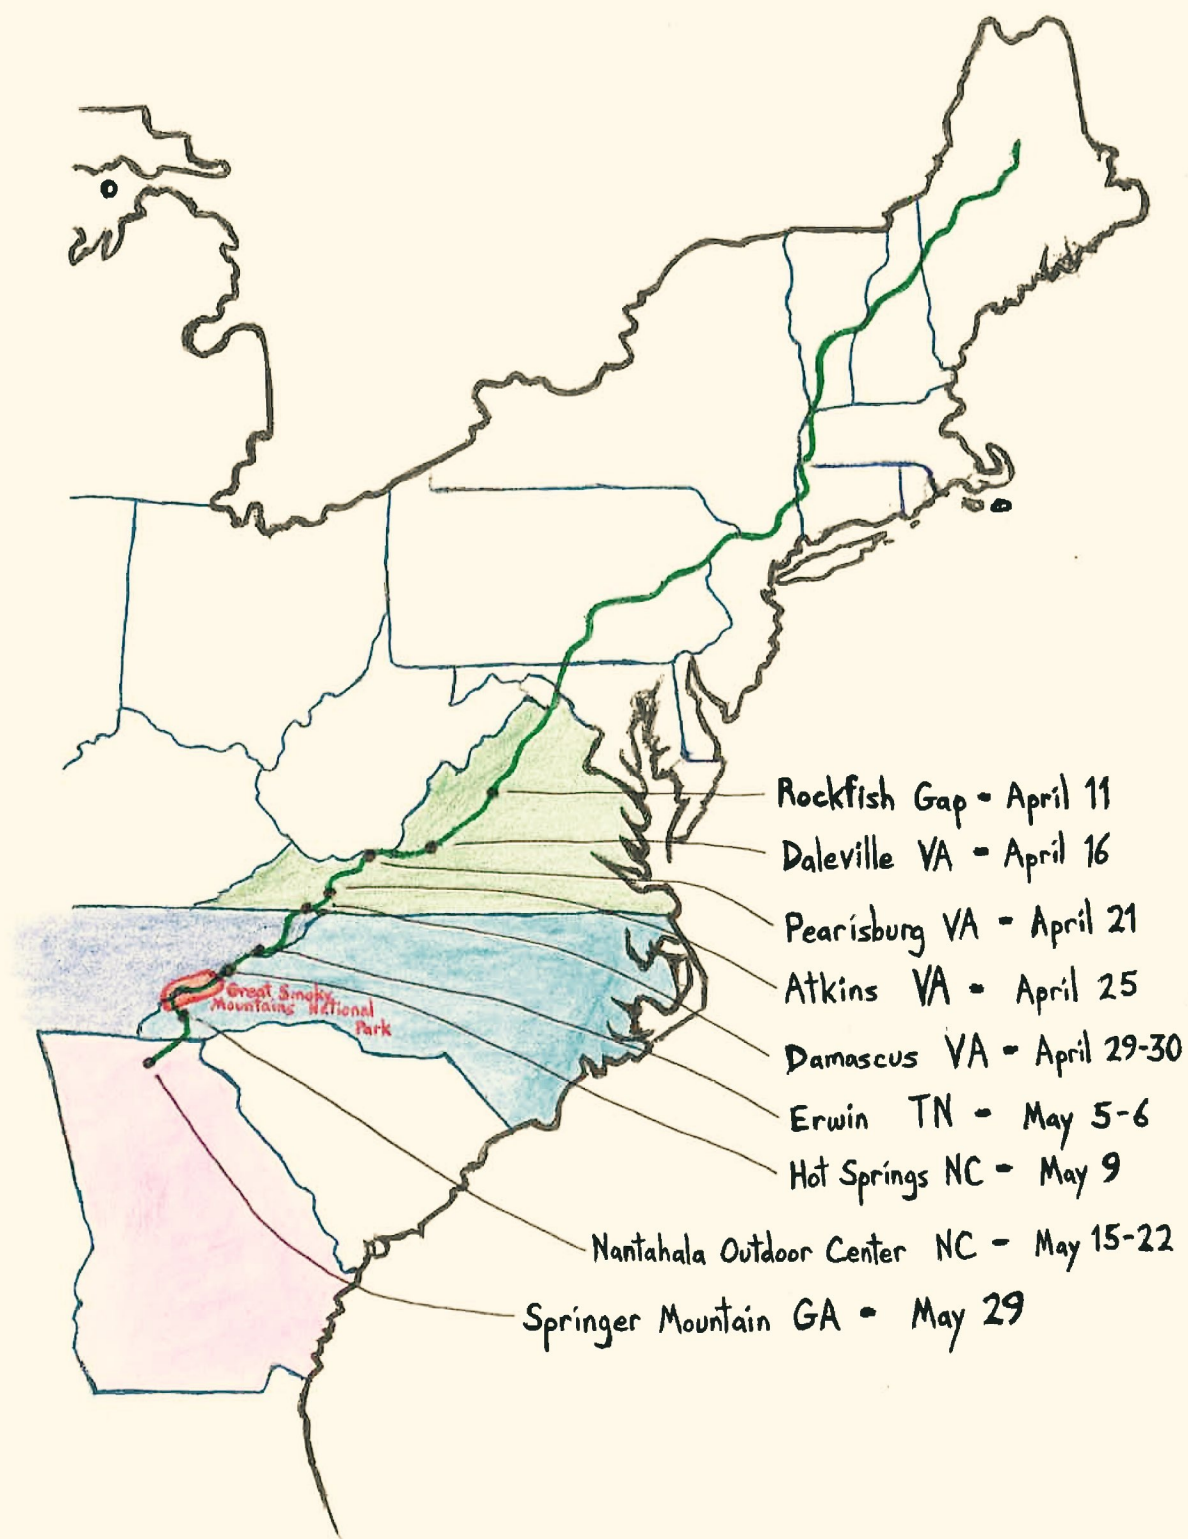 Rockfish Gap - April 11
Daleville VA - April 16
Pearisburg VA - April 21
Atkins VA - April 25
Damascus VA - April 29-30
Erwin TN - May 5-6
Hot Springs NC - May 9
Great Smoky
Mountains National
Park
Nantahala Outdoor Center NC - May 15-22
Springer Mountain GA - May 29